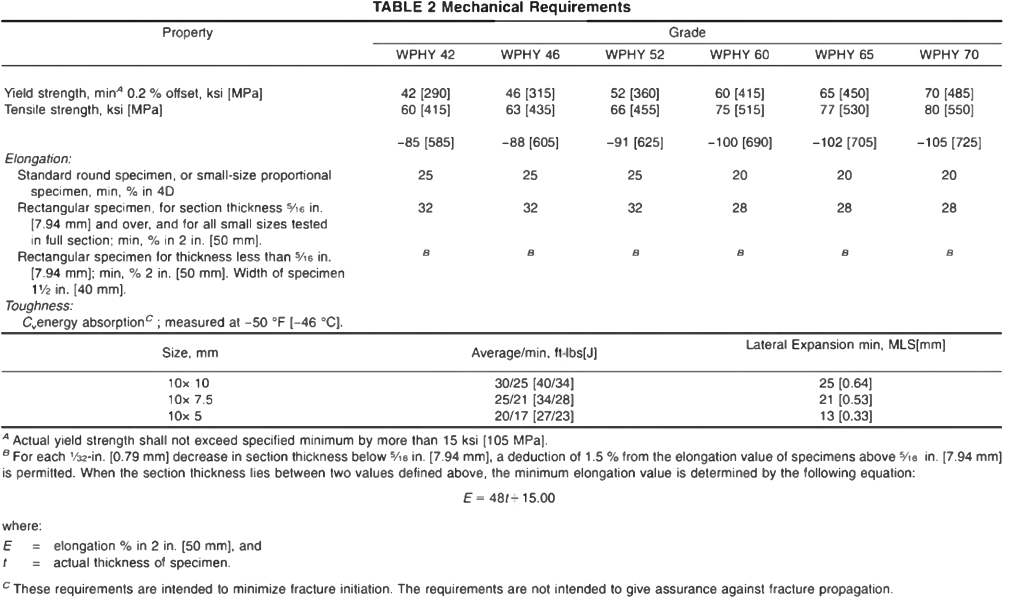 TABLE 2 Mechanical Requirements
Property
Grade
WPHY 42 WPHY 46 WPHY 52 WPHY 60 WPHY 65 WPHY 70
Yield strength, min^A 0.2 % offset, ksi [MPa] 42 [290] 46 [315] 52 [360] 60 [415] 65 [450] 70 [485]
Tensile strength, ksi [MPa] 60 [415] 63 [435] 66 [455] 75 [515] 77 [530] 80 [550]
–85 [585] –88 [605] –91 [625] –100 [690] –102 [705] –105 [725]
Elongation:
Standard round specimen, or small-size proportional 25 25 25 20 20 20
specimen, min, % in 4D
Rectangular specimen, for section thickness 5⁄16 in. 32 32 32 28 28 28
[7.94 mm] and over, and for all small sizes tested
in full section; min, % in 2 in. [50 mm].
Rectangular specimen for thickness less than 5⁄16 in. B B B B B B
[7.94 mm]; min, % 2 in. [50 mm]. Width of specimen
1½ in. [40 mm].
Toughness:
Cv energy absorption^C ; measured at –50 °F [–46 °C].
Size, mm Average/min, ft-lbs[J] Lateral Expansion min, MLS[mm]
10× 10 30/25 [40/34] 25 [0.64]
10× 7.5 25/21 [34/28] 21 [0.53]
10× 5 20/17 [27/23] 13 [0.33]
^A Actual yield strength shall not exceed specified minimum by more than 15 ksi [105 MPa].
^B For each 1⁄32-in. [0.79 mm] decrease in section thickness below 5⁄16 in. [7.94 mm], a deduction of 1.5 % from the elongation value of specimens above 5⁄16 in. [7.94 mm]
is permitted. When the section thickness lies between two values defined above, the minimum elongation value is determined by the following equation:
E = 48t+ 15.00
where:
E = elongation % in 2 in. [50 mm], and
t = actual thickness of specimen.
^C These requirements are intended to minimize fracture initiation. The requirements are not intended to give assurance against fracture propagation.